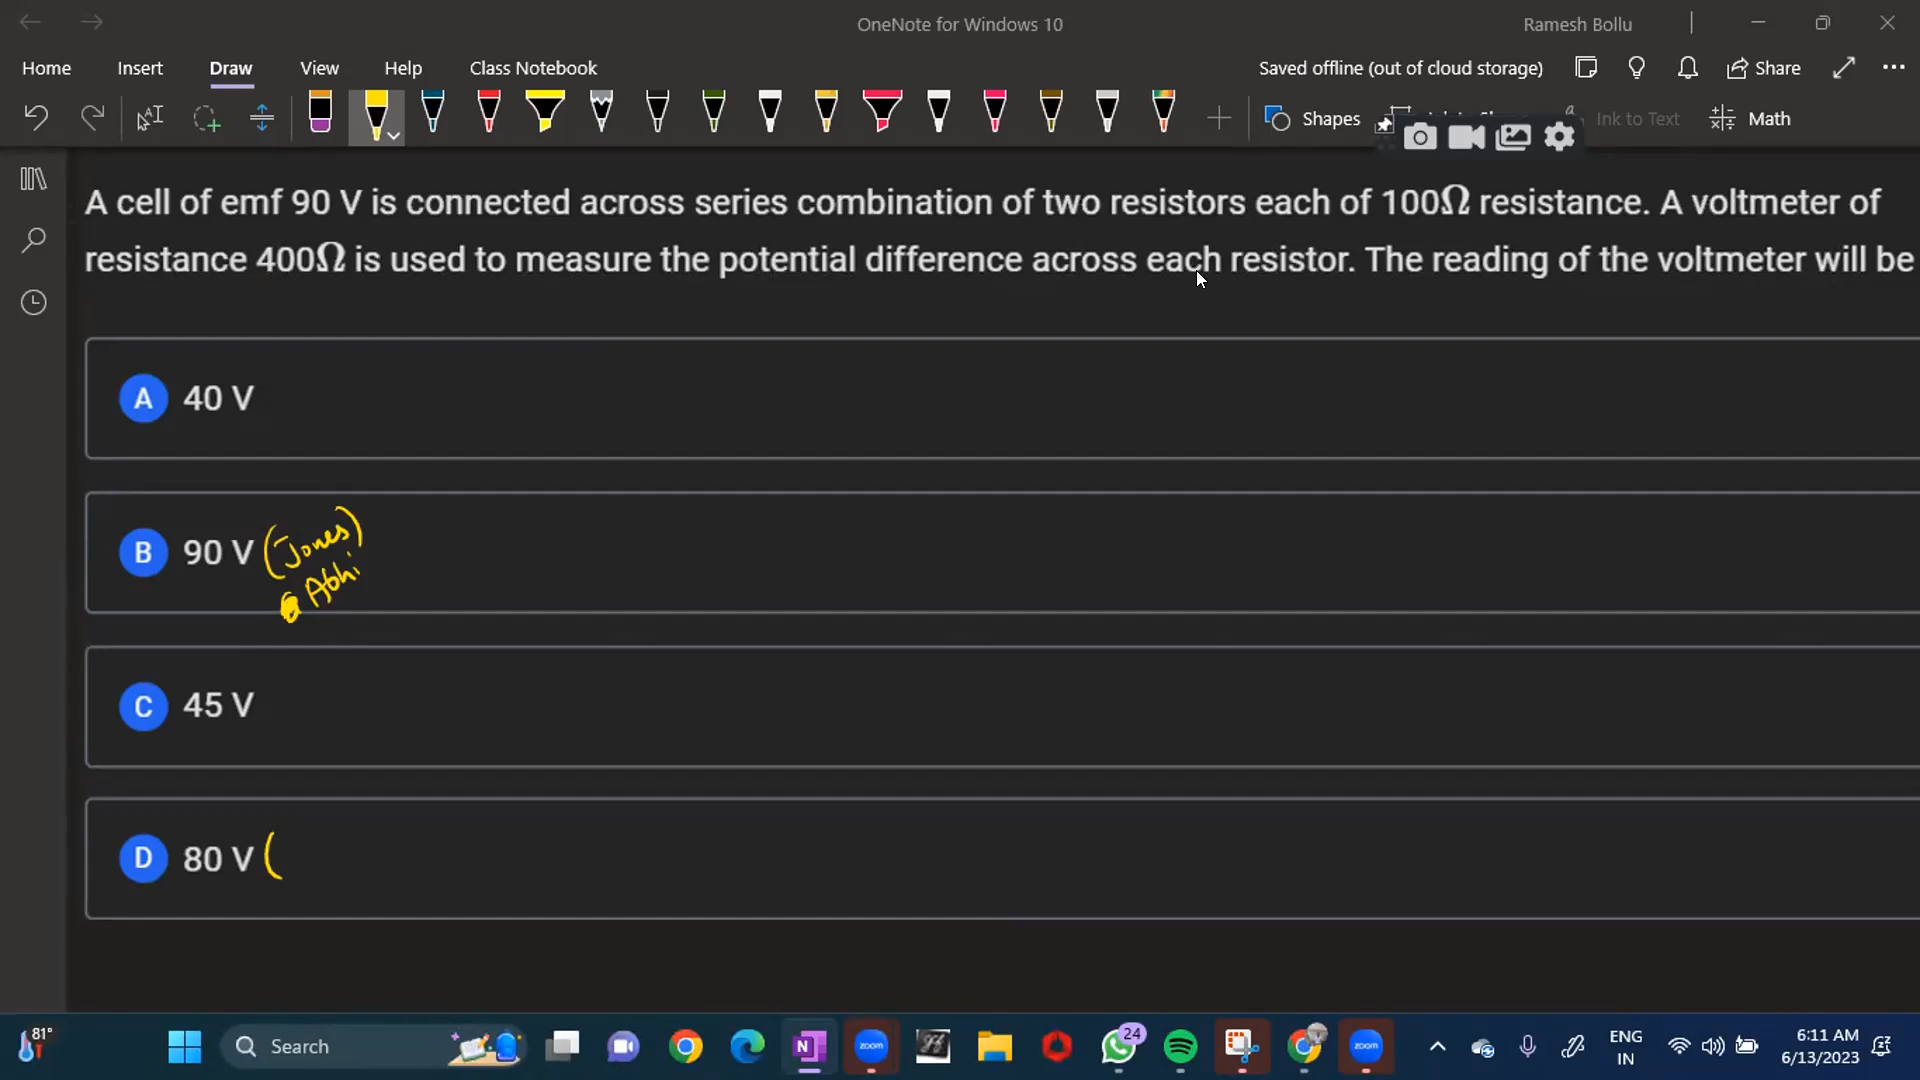 OneNote for Windows 10
Ramesh Bollu
Home Insert Draw View Help Class Notebook
Saved offline (out of cloud storage) Share
Shapes Ink to Text Math
A cell of emf 90 V is connected across series combination of two resistors each of 100Ω resistance. A voltmeter of
resistance 400Ω is used to measure the potential difference across each resistor. The reading of the voltmeter will be
A 40 V
B 90 V (Jones)
Abhi
C 45 V
D 80 V (
81°
Search
N
zoom
24
zoom
ENG
IN
6:11 AM
6/13/2023